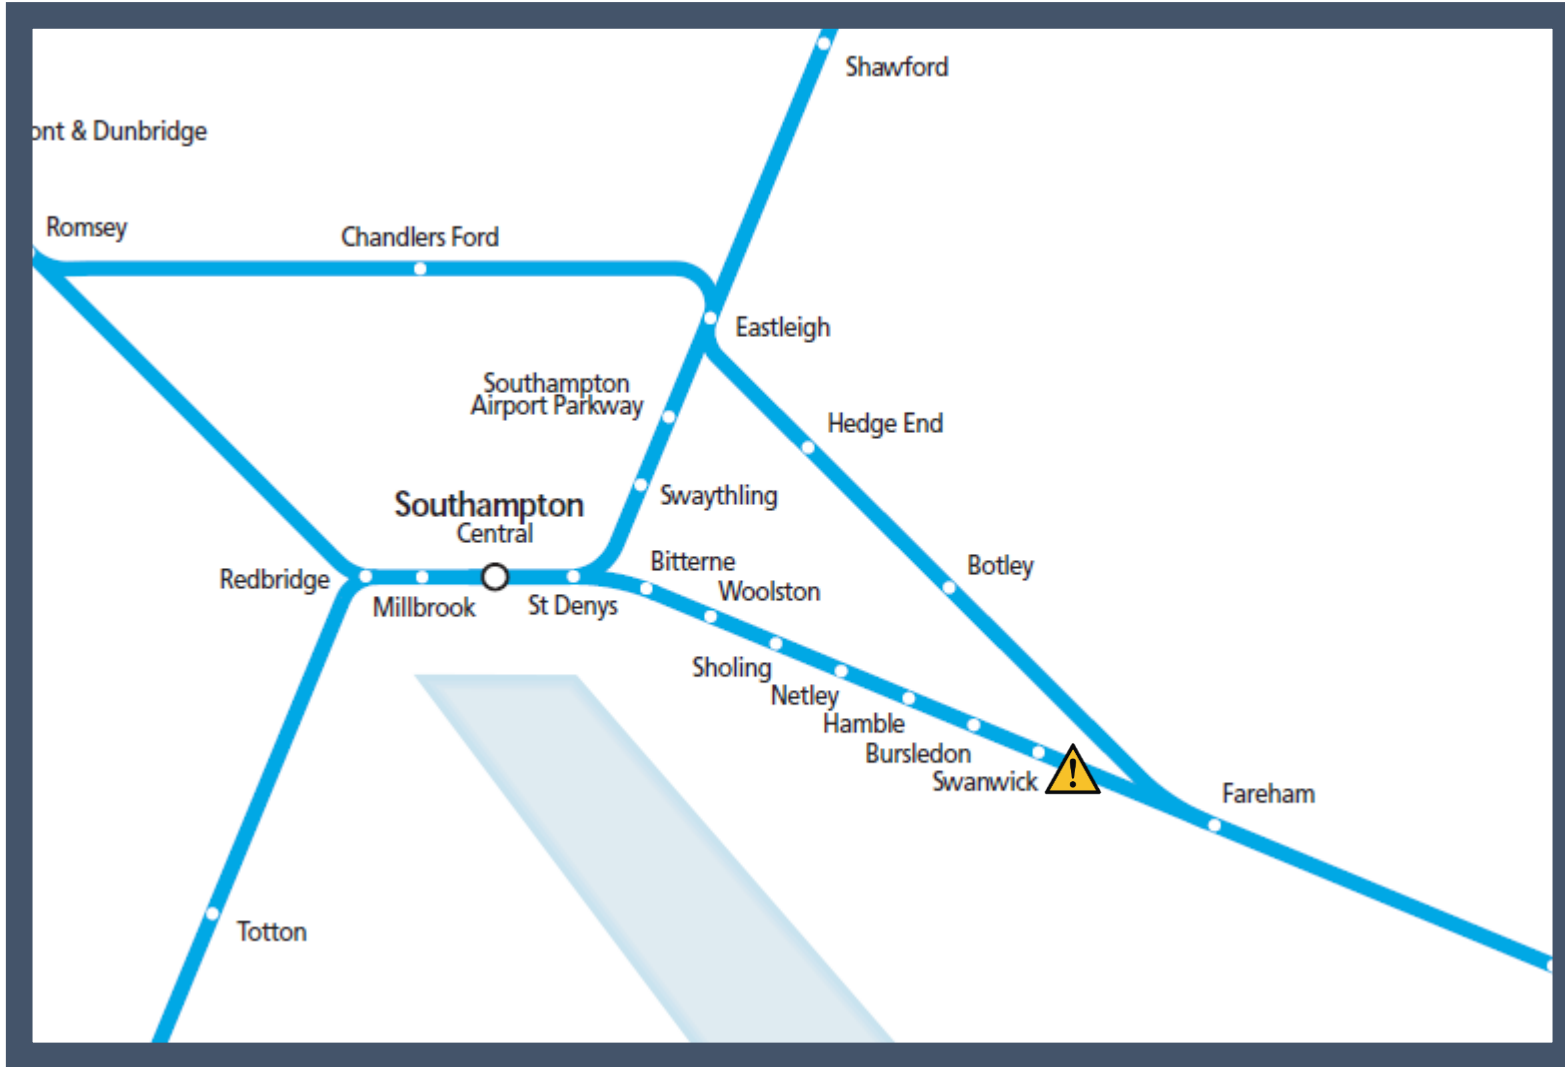 Shawford
ont & Dunbridge
Romsey
Chandlers Ford
Eastleigh
Southampton
Airport Parkway
Hedge End
Swaythling
Southampton
Central
Bitterne
Botley
Redbridge
Woolston
Millbrook
St Denys
Sholing
Netley
Hamble
Bursledon
Swanwick
!
Fareham
Totton